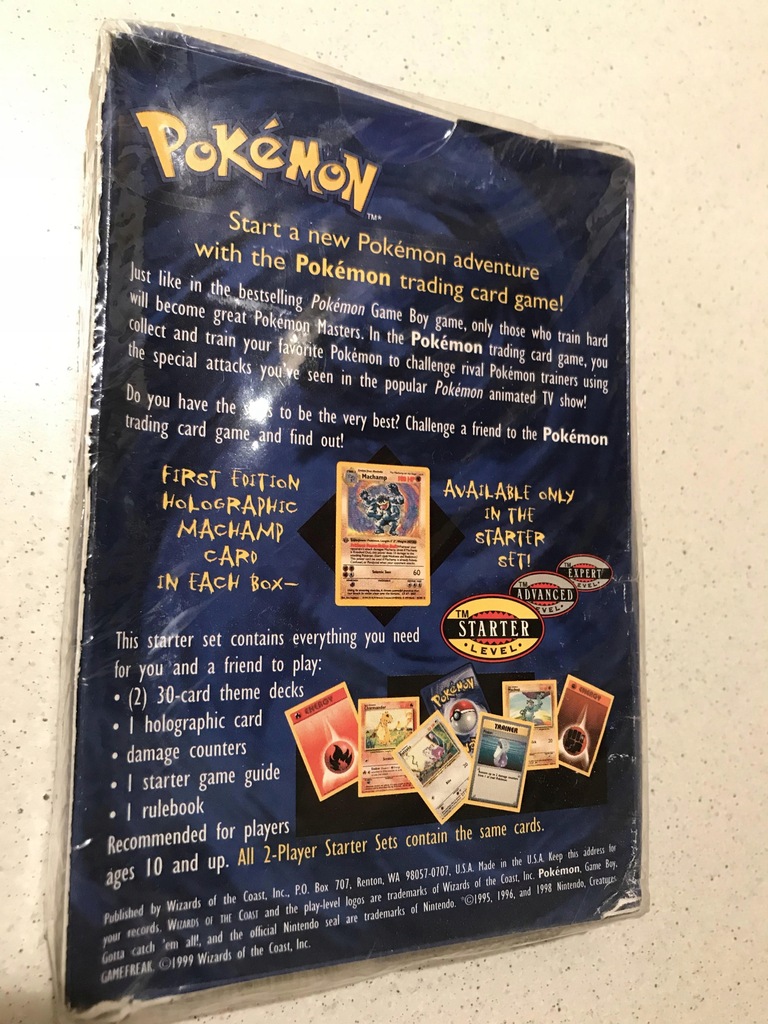 POKéMON
TM*
Start a new Pokémon adventure
with the Pokémon trading card game!
Just like in the bestselling Pokémon Game Boy game, only those who train hard
will become great Pokémon Masters. In the Pokémon trading card game, you
collect and train your favorite Pokémon to challenge rival Pokémon trainers using
the special attacks you've seen in the popular Pokémon animated TV show!
Do you have the to be the very best? Challenge a friend to the Pokémon
trading card game and find out!
FIRST EDITION
HOLOGRAPHIC
MACHAMP
CARD
IN EACH BOX—
Machamp
60
AVAILABLE ONLY
IN THE
STARTER
SET!
EXPERT
LEVEL
ADVANCED
LEVEL
TM
STARTER
• LEVEL •
This starter set contains everything you need
for you and a friend to play:
• (2) 30-card theme decks
• 1 holographic card
• damage counters
• 1 starter game guide
• 1 rulebook
ENERGY
Charmander
POKéMON
TRAINER
ENERGY
Recommended for players
ages 10 and up. All 2-Player Starter Sets contain the same cards.
Published by Wizards of the Coast, Inc., P.O. Box 707, Renton, WA 98057-0707, U.S.A. Made in the U.S.A. Keep this address for
your records. WIZARDS OF THE COAST and the play-level logos are trademarks of Wizards of the Coast, Inc. Pokémon, Game Boy,
Gotta catch 'em all!, and the official Nintendo seal are trademarks of Nintendo. *©1995, 1996, and 1998 Nintendo, Creatures,
GAMEFREAK. ©1999 Wizards of the Coast, Inc.